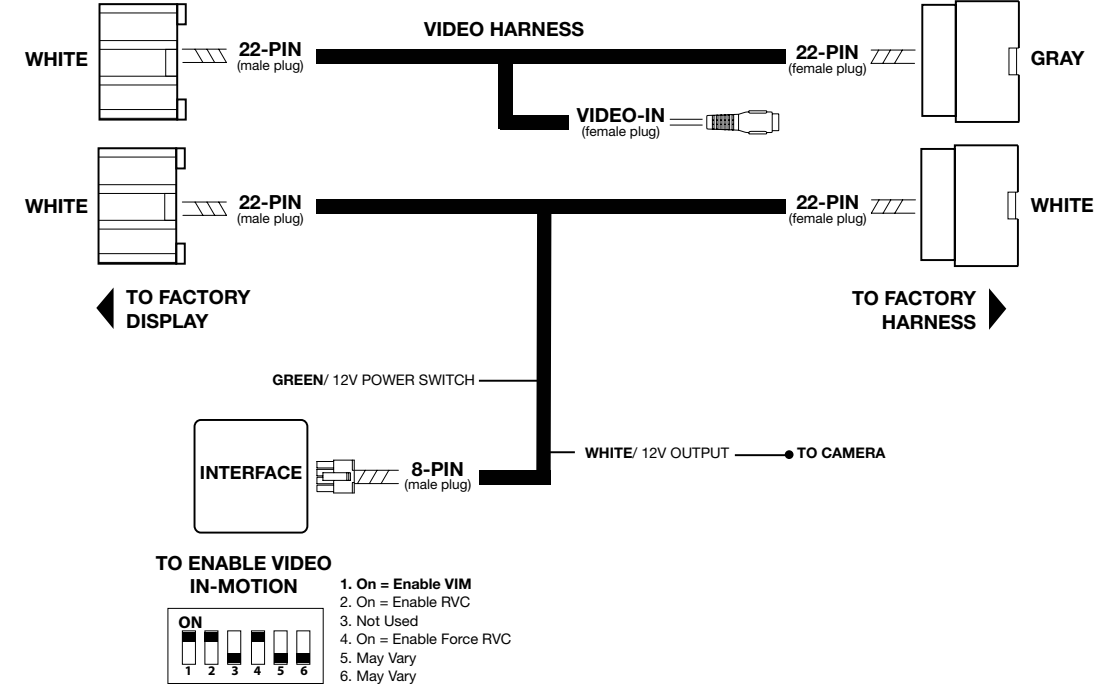 VIDEO HARNESS
WHITE
22-PIN
(male plug)
22-PIN
(female plug)
GRAY
VIDEO-IN
(female plug)
WHITE
22-PIN
(male plug)
22-PIN
(female plug)
WHITE
TO FACTORY
DISPLAY
TO FACTORY
HARNESS
GREEN/ 12V POWER SWITCH
WHITE/ 12V OUTPUT
TO CAMERA
INTERFACE
8-PIN
(male plug)
TO ENABLE VIDEO
IN-MOTION
ON
1 2 3 4 5 6
1. On = Enable VIM
2. On = Enable RVC
3. Not Used
4. On = Enable Force RVC
5. May Vary
6. May Vary